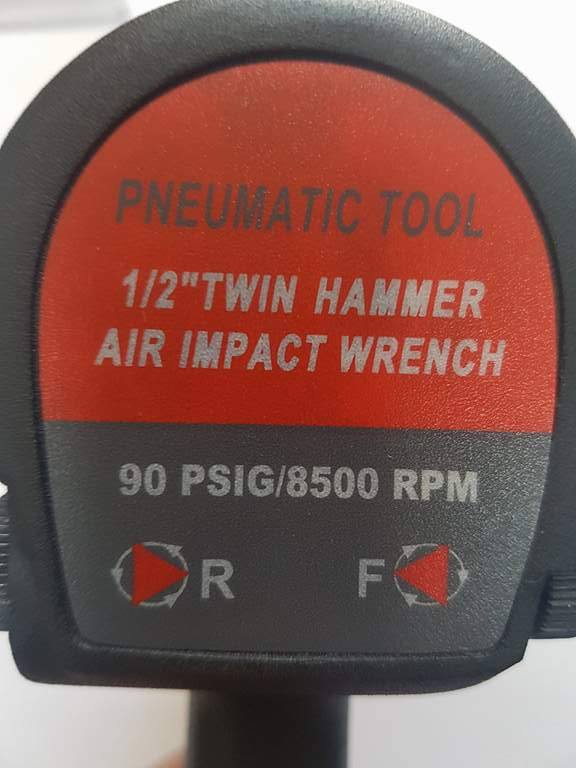 PNEUMATIC TOOL
1/2"TWIN HAMMER
AIR IMPACT WRENCH
90 PSIG/8500 RPM
R F